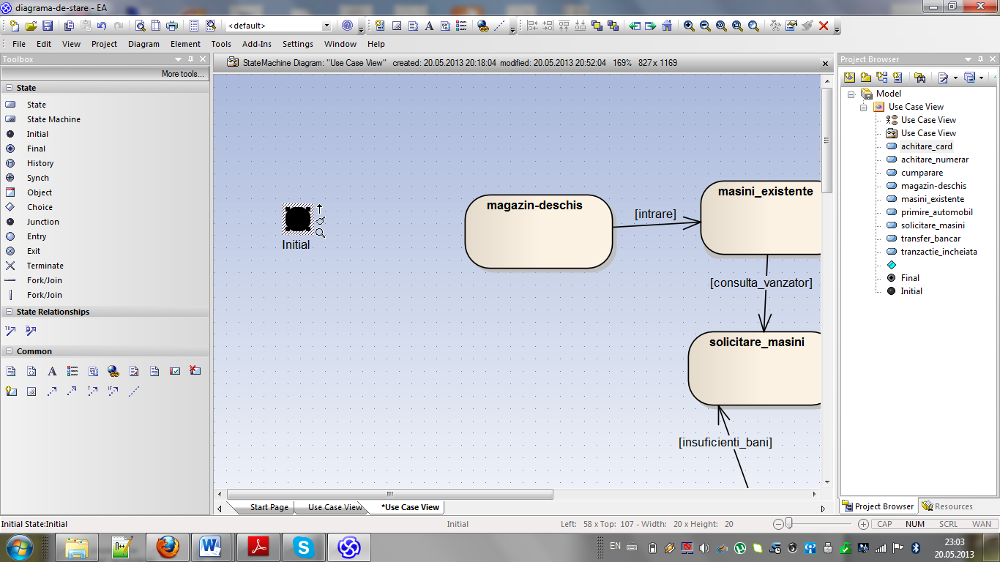 diagrama-de-stare - EA
<default>
File Edit View Project Diagram Element Tools Add-Ins Settings Window Help
Toolbox
More tools...
State
State
State Machine
Initial
Final
History
Synch
Object
Choice
Junction
Entry
Exit
Terminate
Fork/Join
Fork/Join
State Relationships
Common
StateMachine Diagram: "Use Case View" created: 20.05.2013 20:18:04 modified: 20.05.2013 20:52:04 169% 827 x 1169
Initial
magazin-deschis
[intrare]
masini_existente
[consulta_vanzator]
solicitare_masini
[insuficienti_bani]
Start Page Use Case View *Use Case View
Project Browser
Model
Use Case View
Use Case View
Use Case View
achitare_card
achitare_numerar
cumparare
magazin-deschis
masini_existente
primire_automobil
solicitare_masini
transfer_bancar
tranzactie_incheiata
Final
Initial
Project Browser Resources
Initial State:Initial Initial Left: 58 x Top: 107 - Width: 20 x Height: 20 CAP NUM SCRL WAN
EN
23:03
20.05.2013